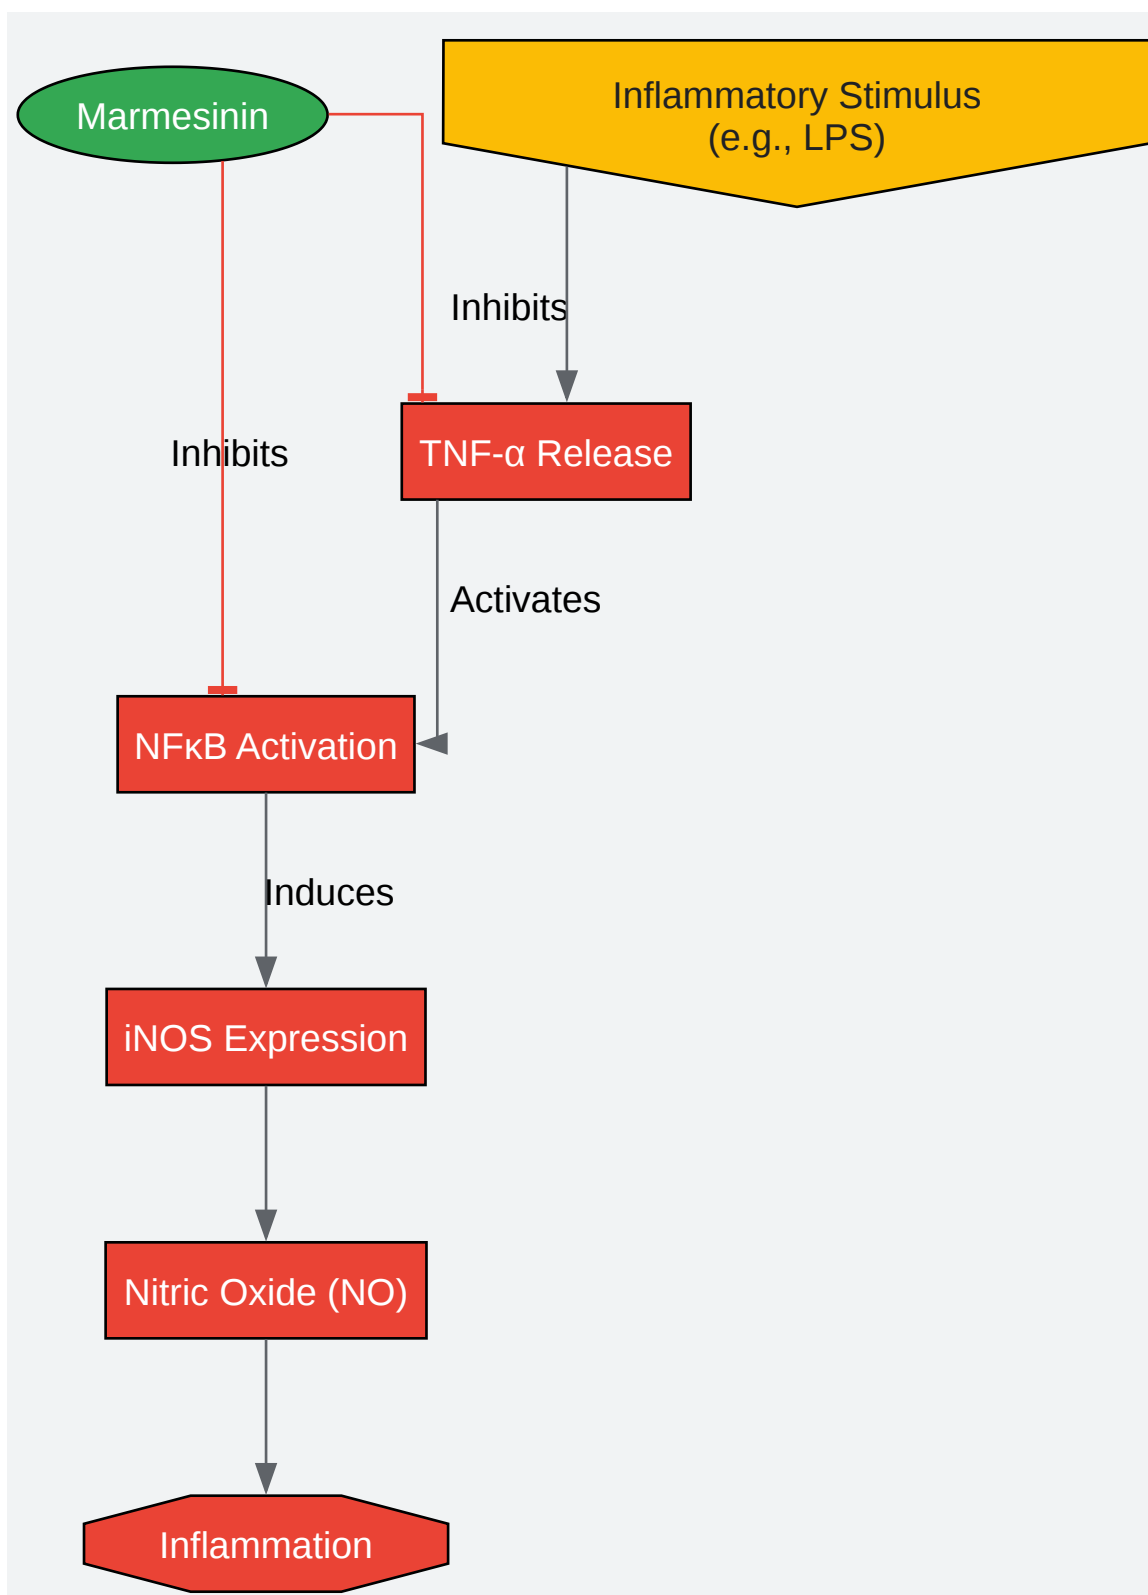 Marmesinin
Inflammatory Stimulus
(e.g., LPS)
Inhibits
Inhibits
TNF-α Release
Activates
NFκB Activation
Induces
iNOS Expression
Nitric Oxide (NO)
Inflammation